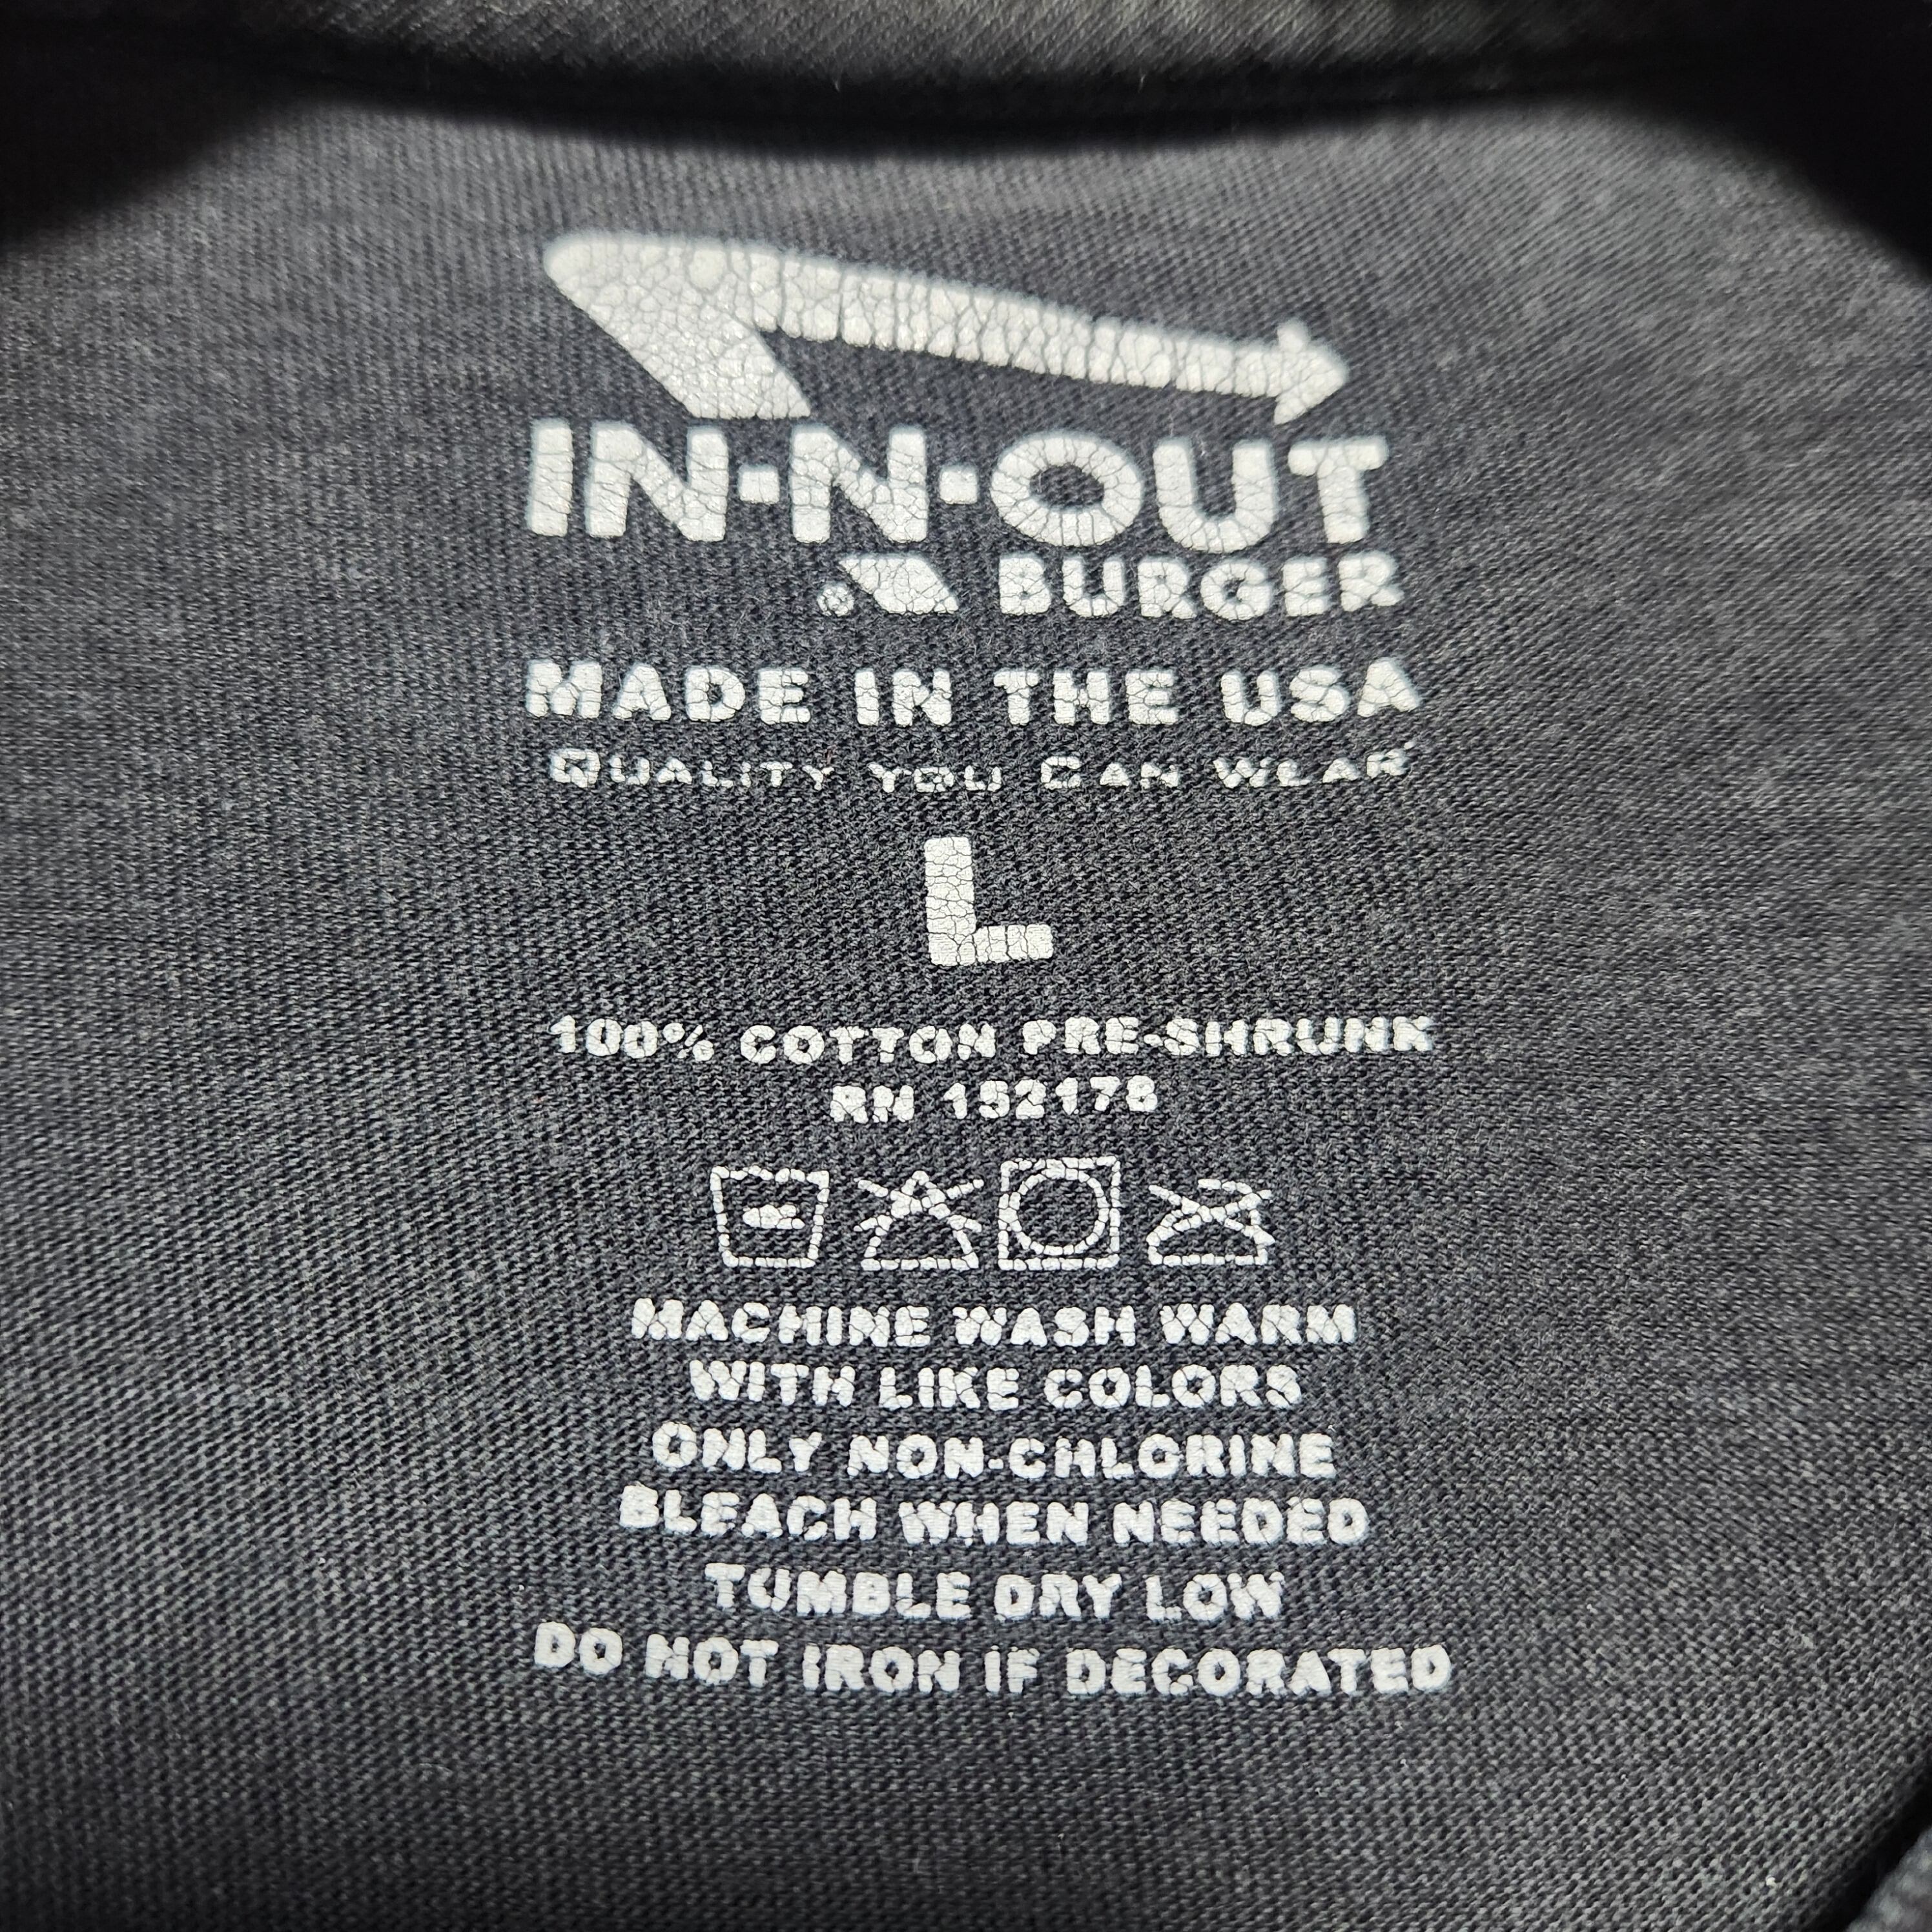 IN-N-OUT
® BURGER
MADE IN THE USA
QUALITY YOU CAN WEAR
L
100% COTTON PRE-SHRUNK
RN 152178
MACHINE WASH WARM
WITH LIKE COLORS
ONLY NON-CHLORINE
BLEACH WHEN NEEDED
TUMBLE DRY LOW
DO NOT IRON IF DECORATED